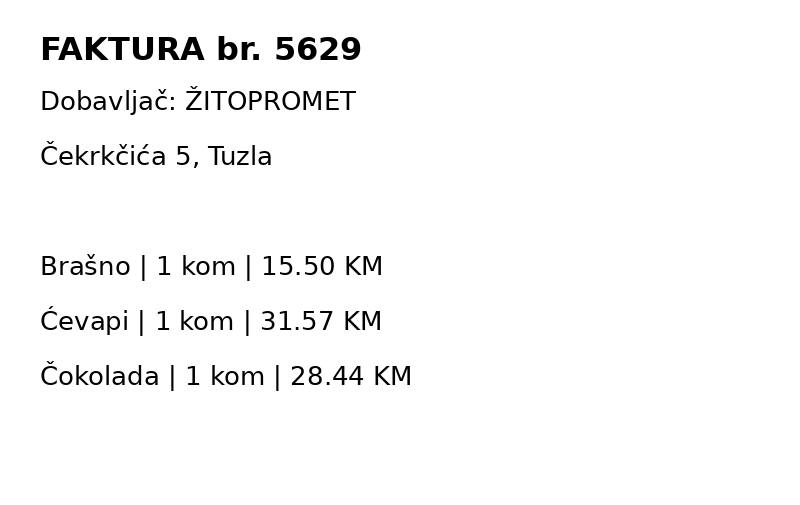 FAKTURA br. 5629
Dobavljač: ŽITOPROMET
Čekrkčića 5, Tuzla
Brašno | 1 kom | 15.50 KM
Ćevapi | 1 kom | 31.57 KM
Čokolada | 1 kom | 28.44 KM